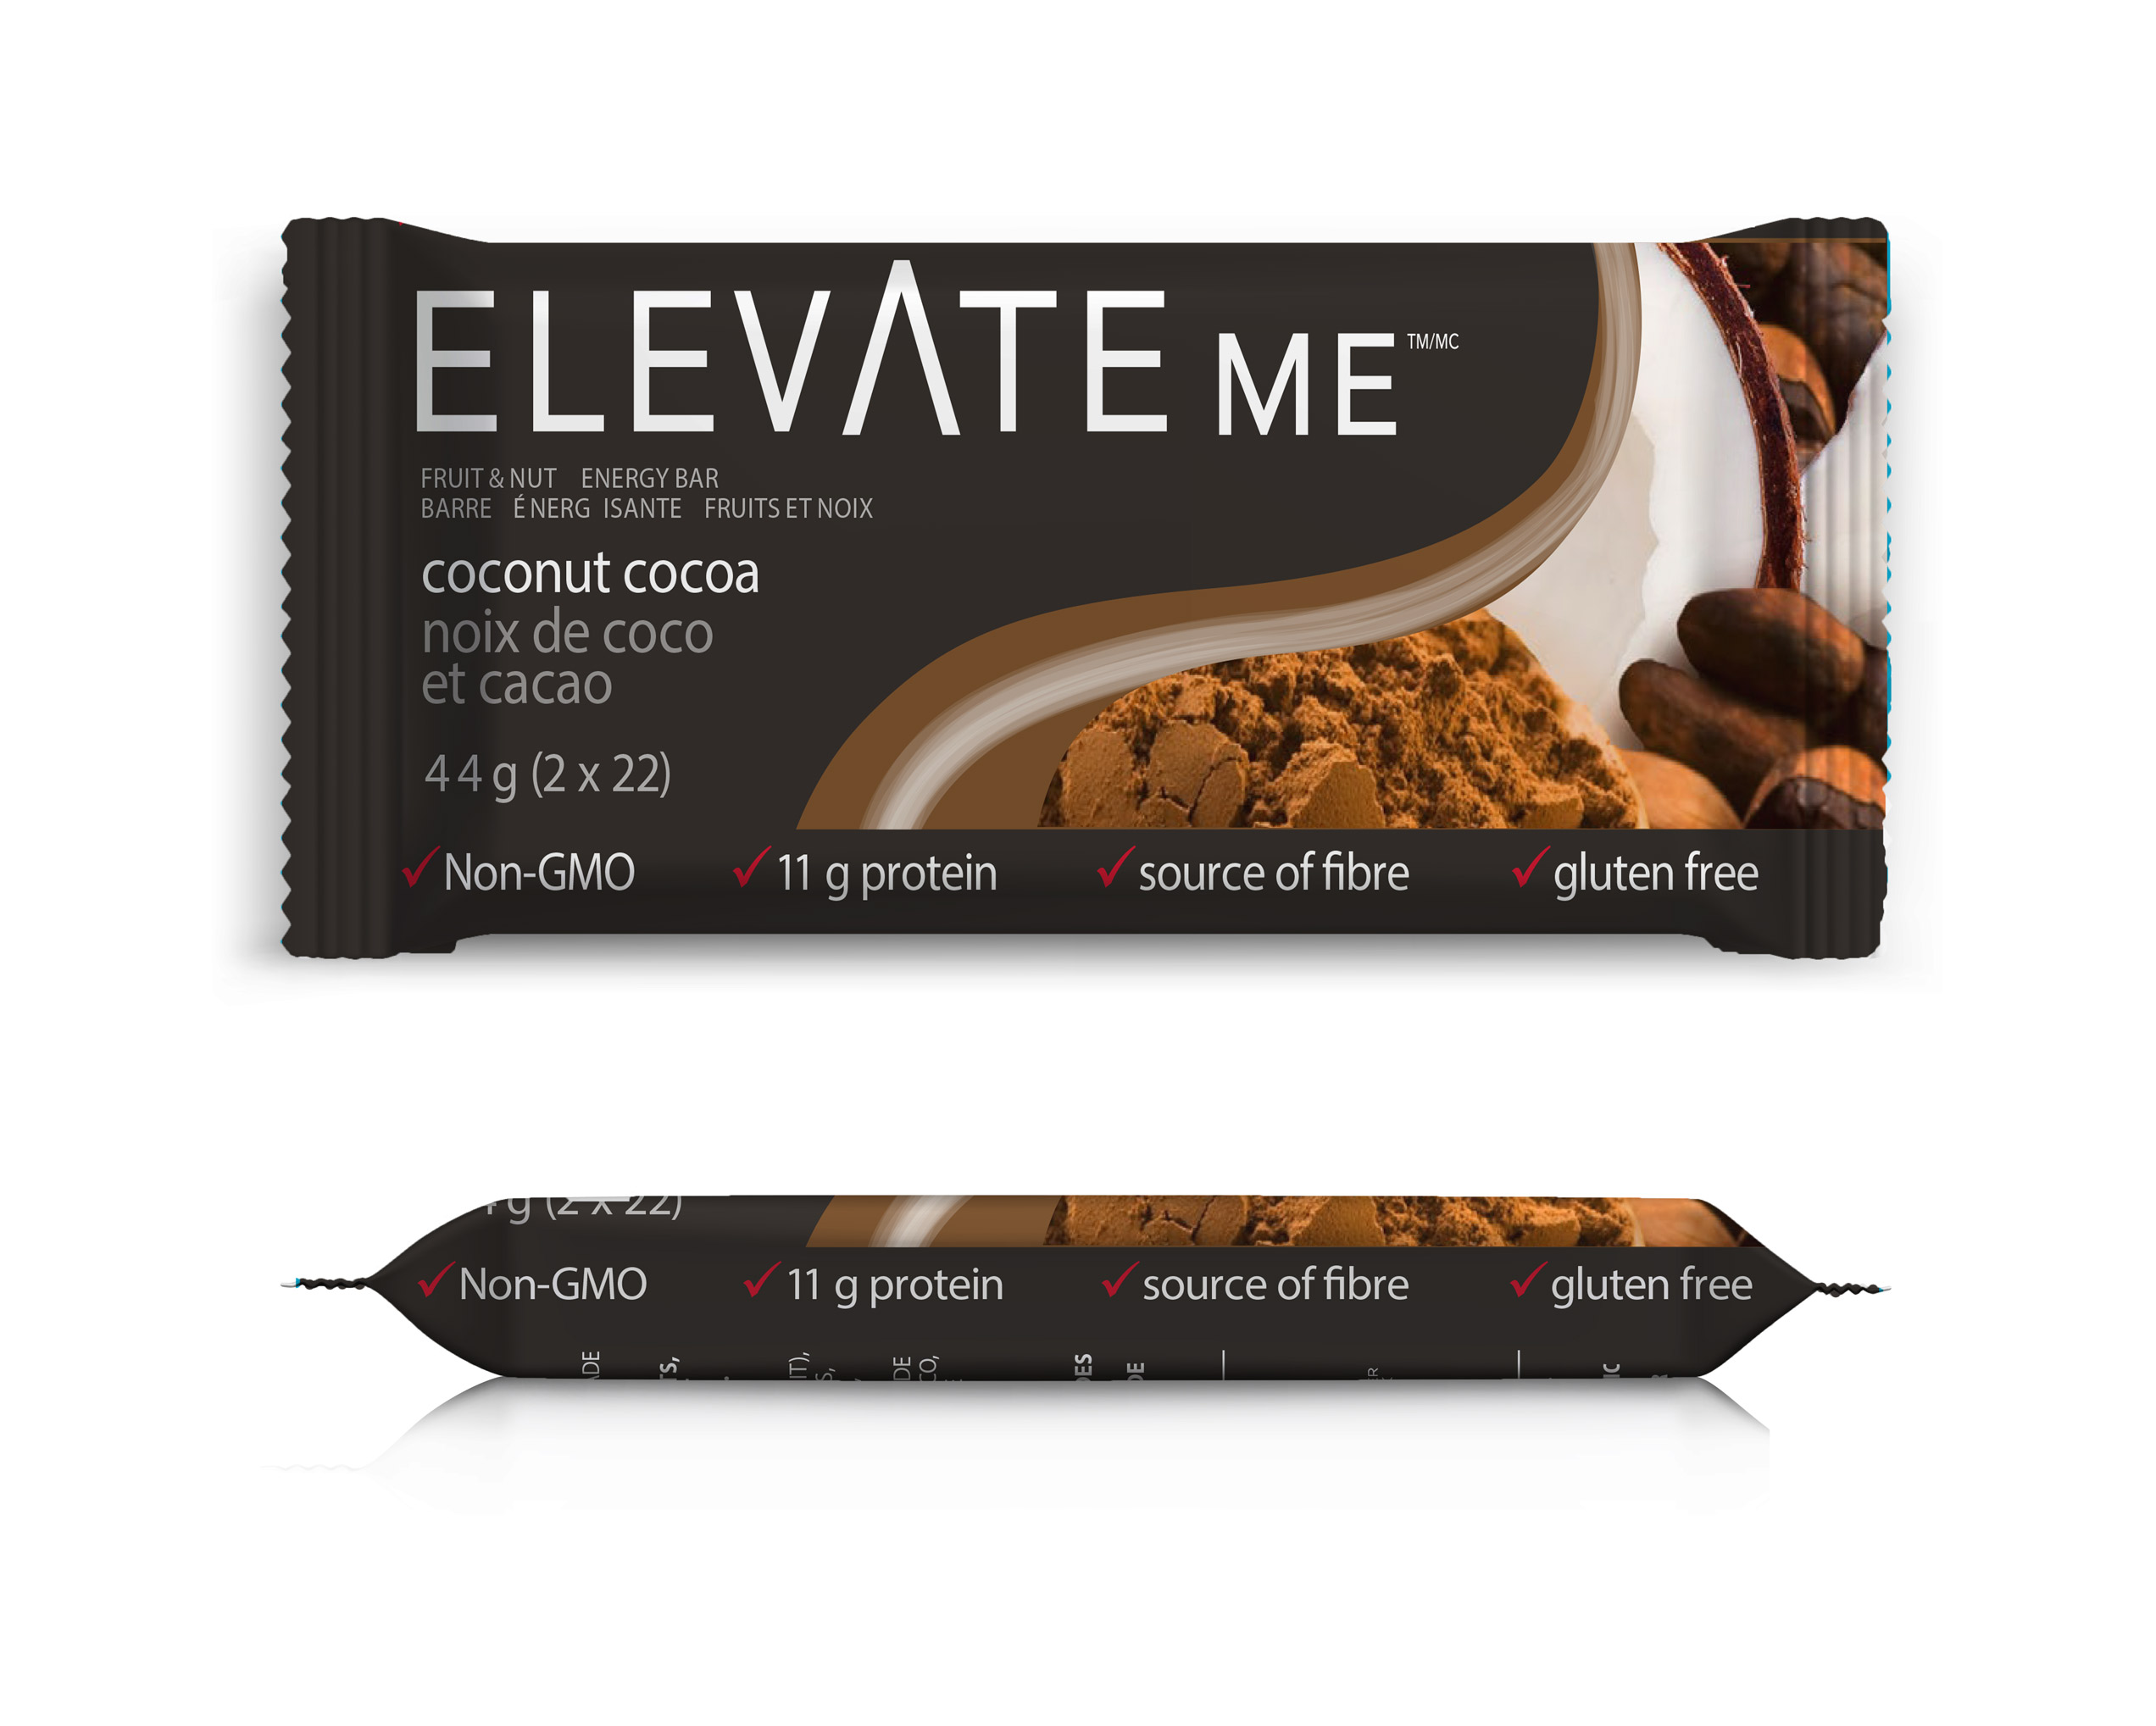 ELEVATE ME TM/MC
FRUIT & NUT ENERGY BAR
BARRE ÉNERG ISANTE FRUITS ET NOIX
coconut cocoa
noix de coco
et cacao
44 g (2 x 22)
Non-GMO 11 g protein source of fibre gluten free
g (2 x 22)
Non-GMO 11 g protein source of fibre gluten free